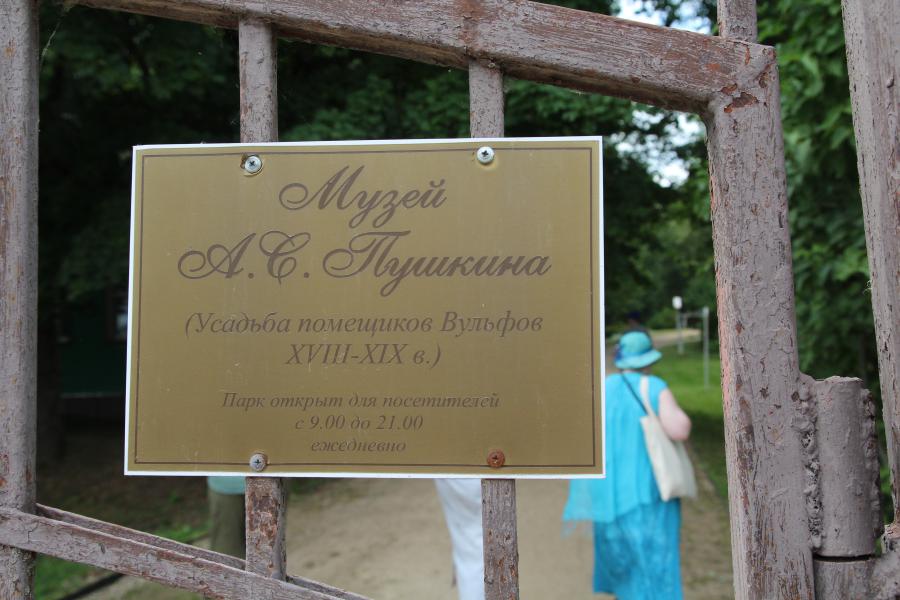 Музей
А.С. Пушкина
(Усадьба помещиков Вульфов
XVIII-XIX в.)
Парк открыт для посетителей
с 9.00 до 21.00
ежедневно